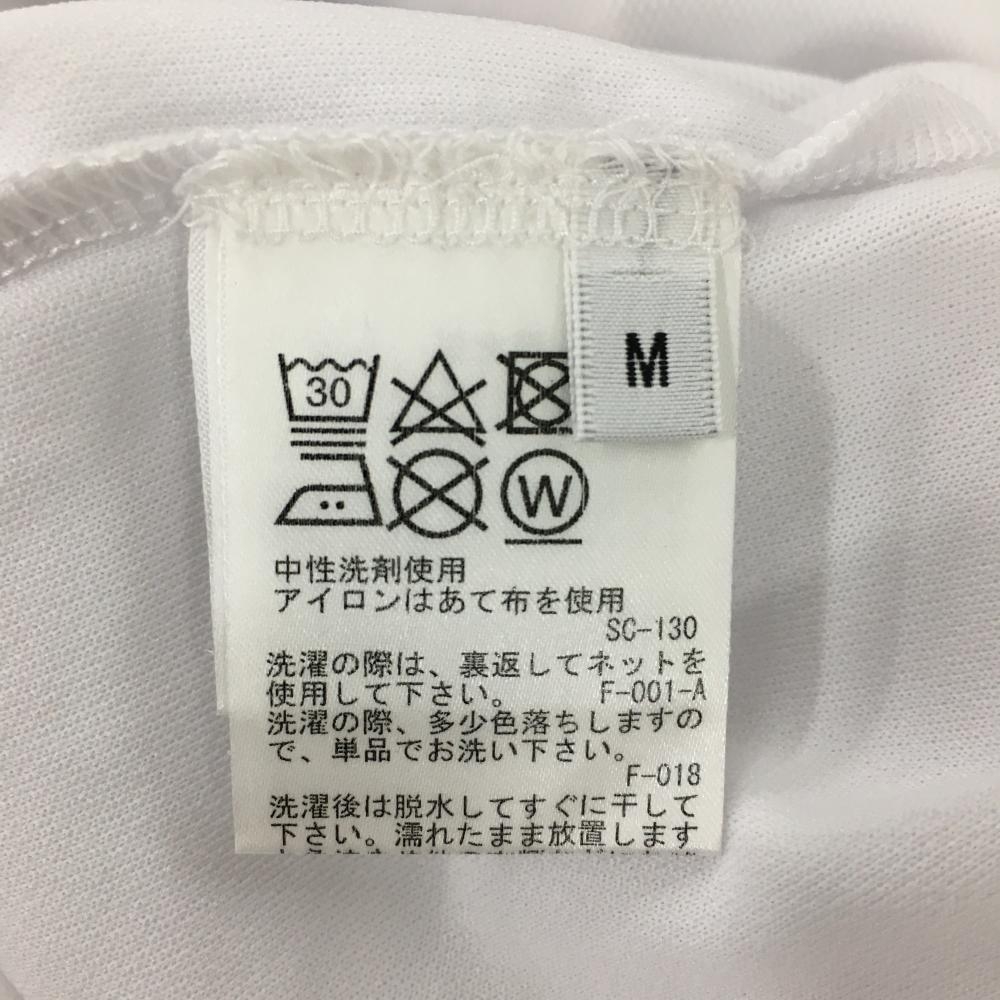 M
30
W
中性洗剤使用
アイロンはあて布を使用
SC-130
洗濯の際は、裏返してネットを
使用して下さい。 F-001-A
洗濯の際、多少色落ちしますの
で、単品でお洗い下さい。
F-018
洗濯後は脱水してすぐに干して
下さい。濡れたまま放置します